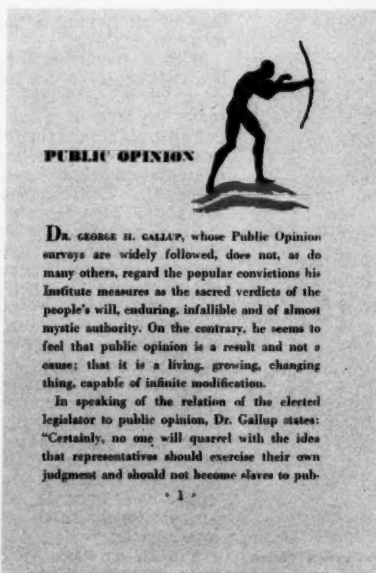 PUBLIC OPINION
DR. GEORGE H. GALLUP, whose Public Opinion
surveys are widely followed, does not, as do
many others, regard the popular convictions his
Institute measures as the sacred verdicts of the
people's will, enduring, infallible and of almost
mystic authority. On the contrary, he seems to
feel that public opinion is a result and not a
cause; that it is a living, growing, changing
thing, capable of infinite modification.
In speaking of the relation of the elected
legislator to public opinion, Dr. Gallup states:
"Certainly, no one will quarrel with the idea
that representatives should exercise their own
judgment and should not become slaves to pub-
• 1 •